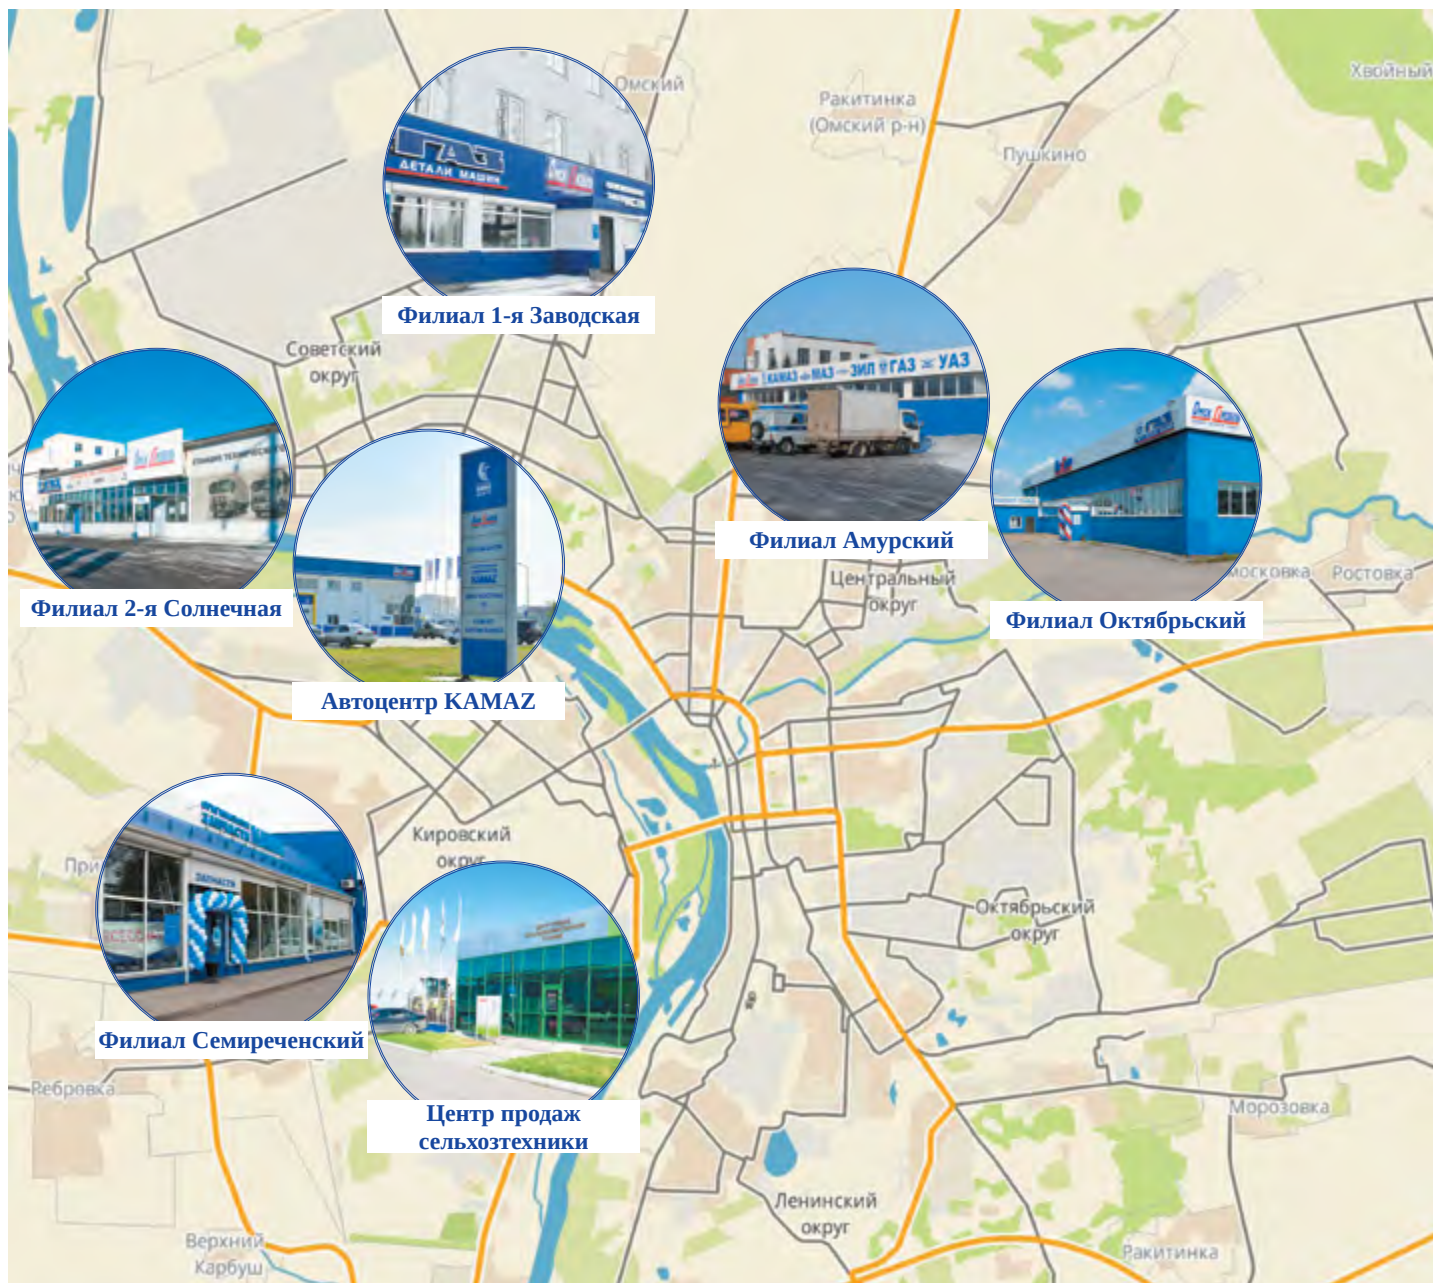 Омский
Хвойный
Ракитинка
(Омский р-н)
Пушкино
ГАЗ
ДЕТАЛИ МАШИН
Филиал 1-я Заводская
Советский
округ
КАМАЗ МАЗ ЗИЛ ГАЗ УАЗ
Филиал Амурский
Филиал Октябрьский
Центральный
округ
Ростовка
Филиал 2-я Солнечная
KAMAZ
Автоцентр KAMAZ
ЗАПЧАСТИ
ЗАПЧАСТИ
Кировский
округ
Филиал Семиреченский
Центр продаж
сельхозтехники
Октябрьский
округ
Ребровка
Морозовка
Ленинский
округ
Верхний
Карбуш
Ракитинка